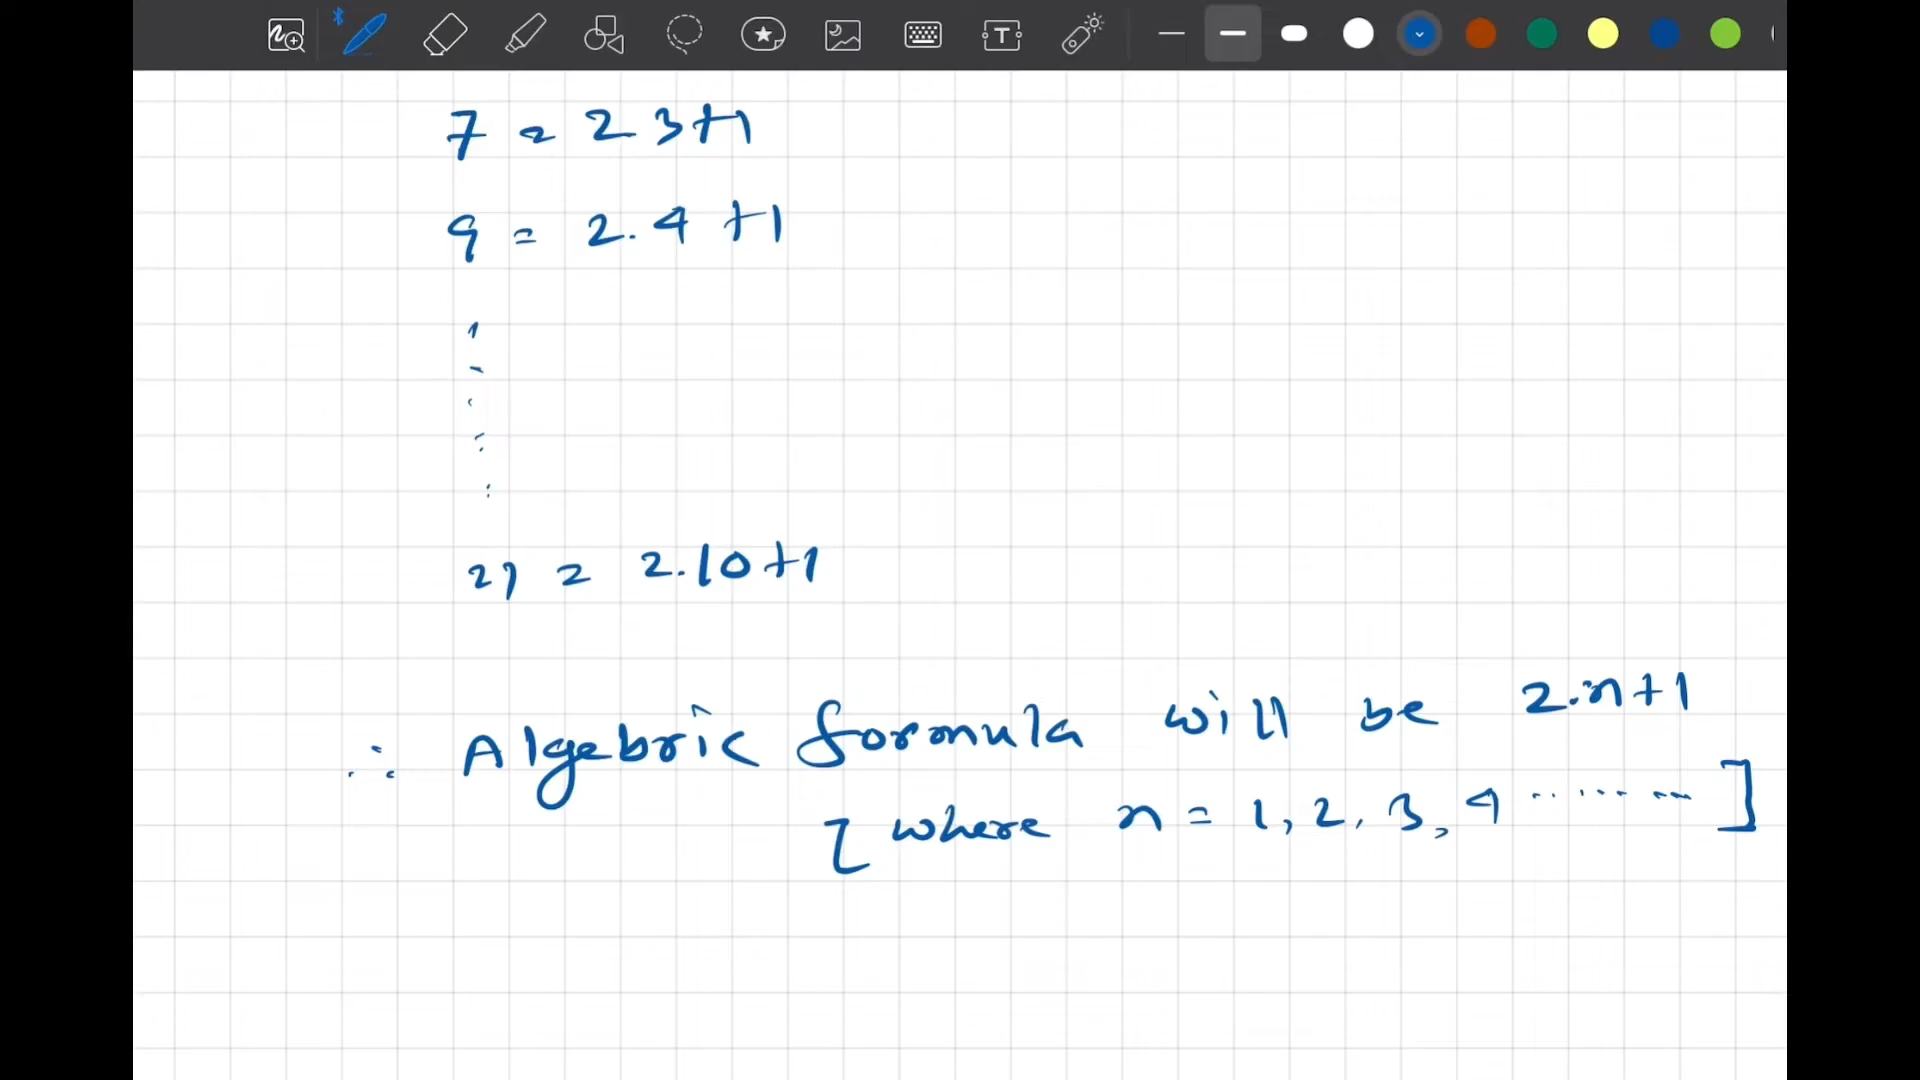 7 = 2 3+1
9 = 2.4 +1
21 = 2.10+1
∴ Algebric formula will be 2.n+1
[where n = 1, 2, 3, 4 ........]